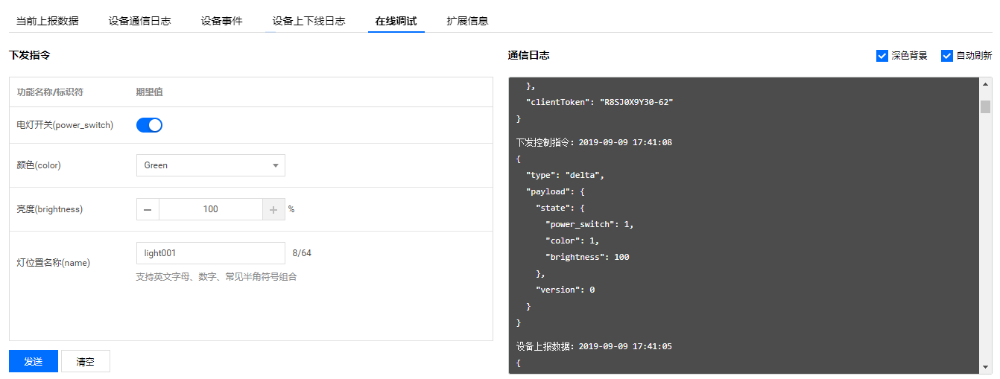 当前上报数据 设备通信日志 设备事件 设备上下线日志 在线调试 扩展信息
下发指令
功能名称/标识符 期望值
电灯开关(power_switch)
颜色(color) Green
亮度(brightness) 100 %
灯位置名称(name) light001 8/64
支持英文字母、数字、常见半角符号组合
发送 清空
通信日志 深色背景 自动刷新
},
"clientToken": "R8SJ0X9Y30-62"
}
下发控制指令: 2019-09-09 17:41:08
{
"type": "delta",
"payload": {
"state": {
"power_switch": 1,
"color": 1,
"brightness": 100
},
"version": 0
}
}
设备上报数据: 2019-09-09 17:41:05
{